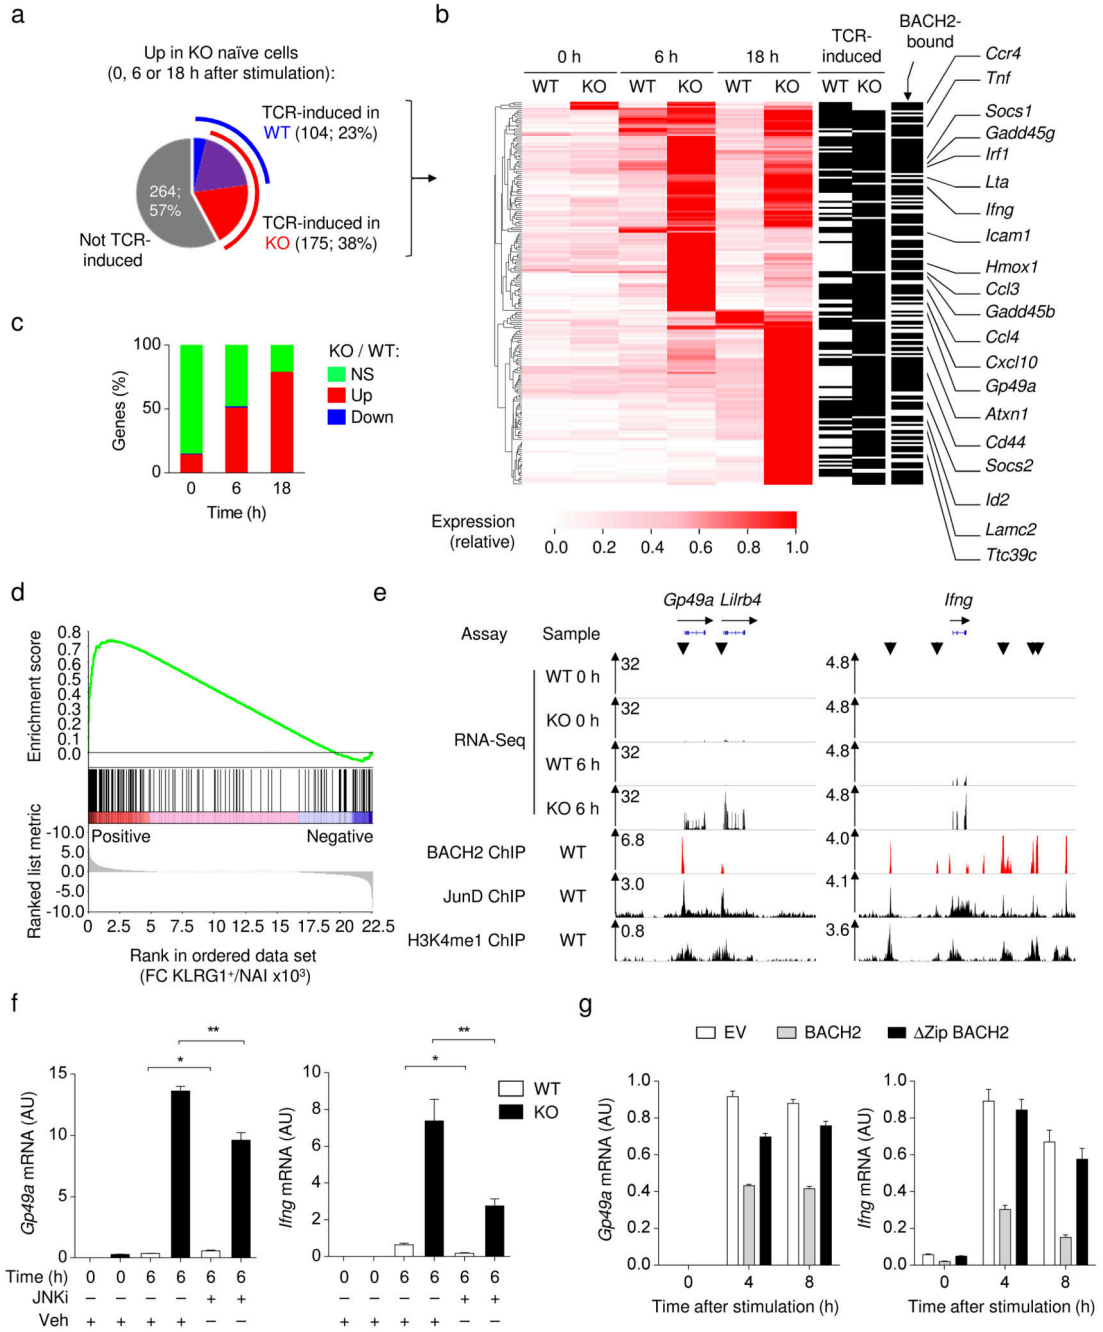 a
Up in KO naïve cells
(0, 6 or 18 h after stimulation):
TCR-induced in
WT (104; 23%)
264;
57%
TCR-induced in
KO (175; 38%)
Not TCR-
induced
b
0 h 6 h 18 h
TCR-
induced
BACH2-
bound
WT KO WT KO WT KO WT KO
Ccr4
Tnf
Socs1
Gadd45g
Irf1
Lta
Ifng
Icam1
Hmox1
Ccl3
Gadd45b
Ccl4
Cxcl10
Gp49a
Atxn1
Cd44
Socs2
Id2
Lamc2
Ttc39c
Expression
(relative)
0.0 0.2 0.4 0.6 0.8 1.0
c
Genes (%)
100
50
0
0 6 18
Time (h)
KO / WT:
NS
Up
Down
d
Enrichment score
0.8
0.7
0.6
0.5
0.4
0.3
0.2
0.1
0.0
Positive Negative
Ranked list metric
-10.0
5.0
0.0
-5.0
-10.0
0 2.5 5 7.5 10 12.5 15 17.5 20 22.5
Rank in ordered data set
(FC KLRG1+/NAI x10³)
e
Gp49a Lilrb4 Ifng
Assay Sample
RNA-Seq
WT 0 h 32 4.8
KO 0 h 32 4.8
WT 6 h 32 4.8
KO 6 h 32 4.8
BACH2 ChIP WT 6.8 4.0
JunD ChIP WT 3.0 4.1
H3K4me1 ChIP WT 0.8 3.6
f
Gp49a mRNA (AU)
15
10
5
0
** 
*
Ifng mRNA (AU)
10
8
6
4
2
0
**
*
WT
KO
Time (h) 0 0 6 6 6 6 0 0 6 6 6 6
JNKi – – – – + + – – – – + +
Veh + + + + – – + + + + – –
g
EV BACH2 ΔZip BACH2
Gp49a mRNA (AU)
1.0
0.8
0.6
0.4
0.2
0.0
0 4 8
Time after stimulation (h)
Ifng mRNA (AU)
1.0
0.8
0.6
0.4
0.2
0.0
0 4 8
Time after stimulation (h)